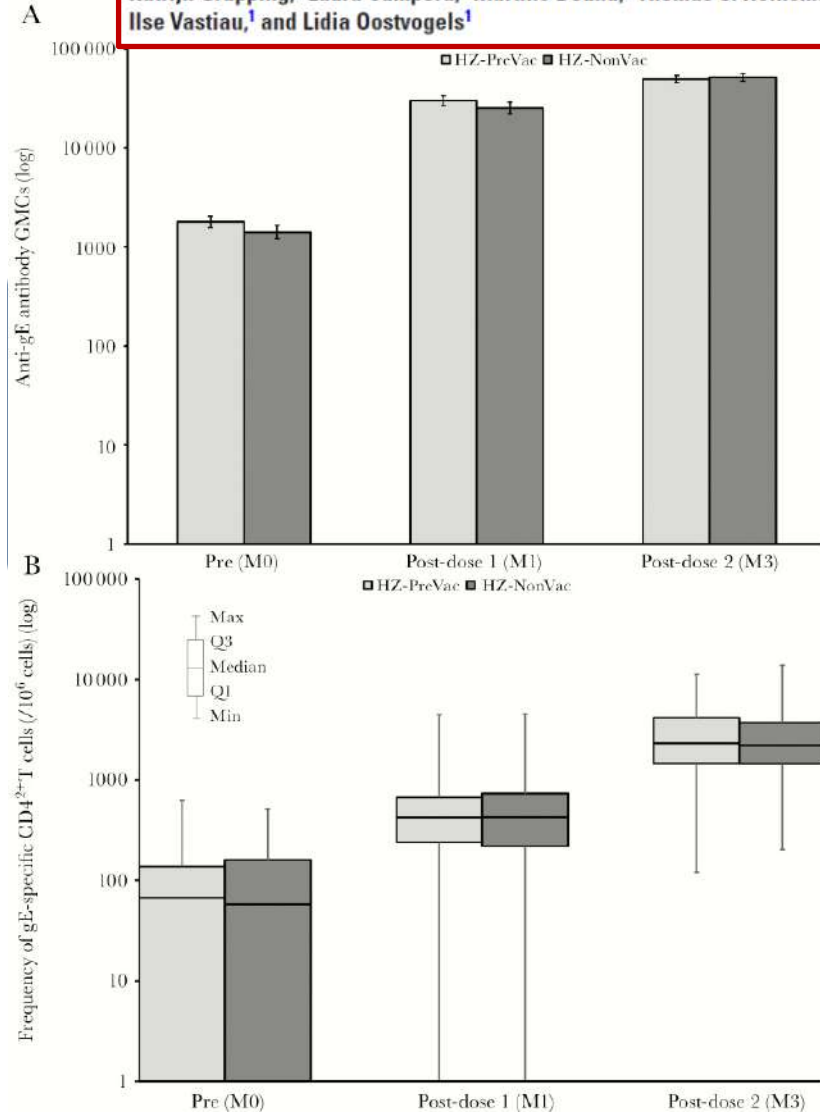 Ilse Vastiau,1 and Lidia Oostvogels1
A
100 000
HZ-PreVac HZ-NonVac
10 000
1000
100
10
1
Anti-gE antibody GMCs (log)
Pre (M0) Post-dose 1 (M1) Post-dose 2 (M3)
B
100 000
HZ-PreVac HZ-NonVac
Max
Q3
Median
Q1
Min
10 000
1000
100
10
1
Frequency of gE-specific CD4²⁺T cells (/10⁶ cells) (log)
Pre (M0) Post-dose 1 (M1) Post-dose 2 (M3)